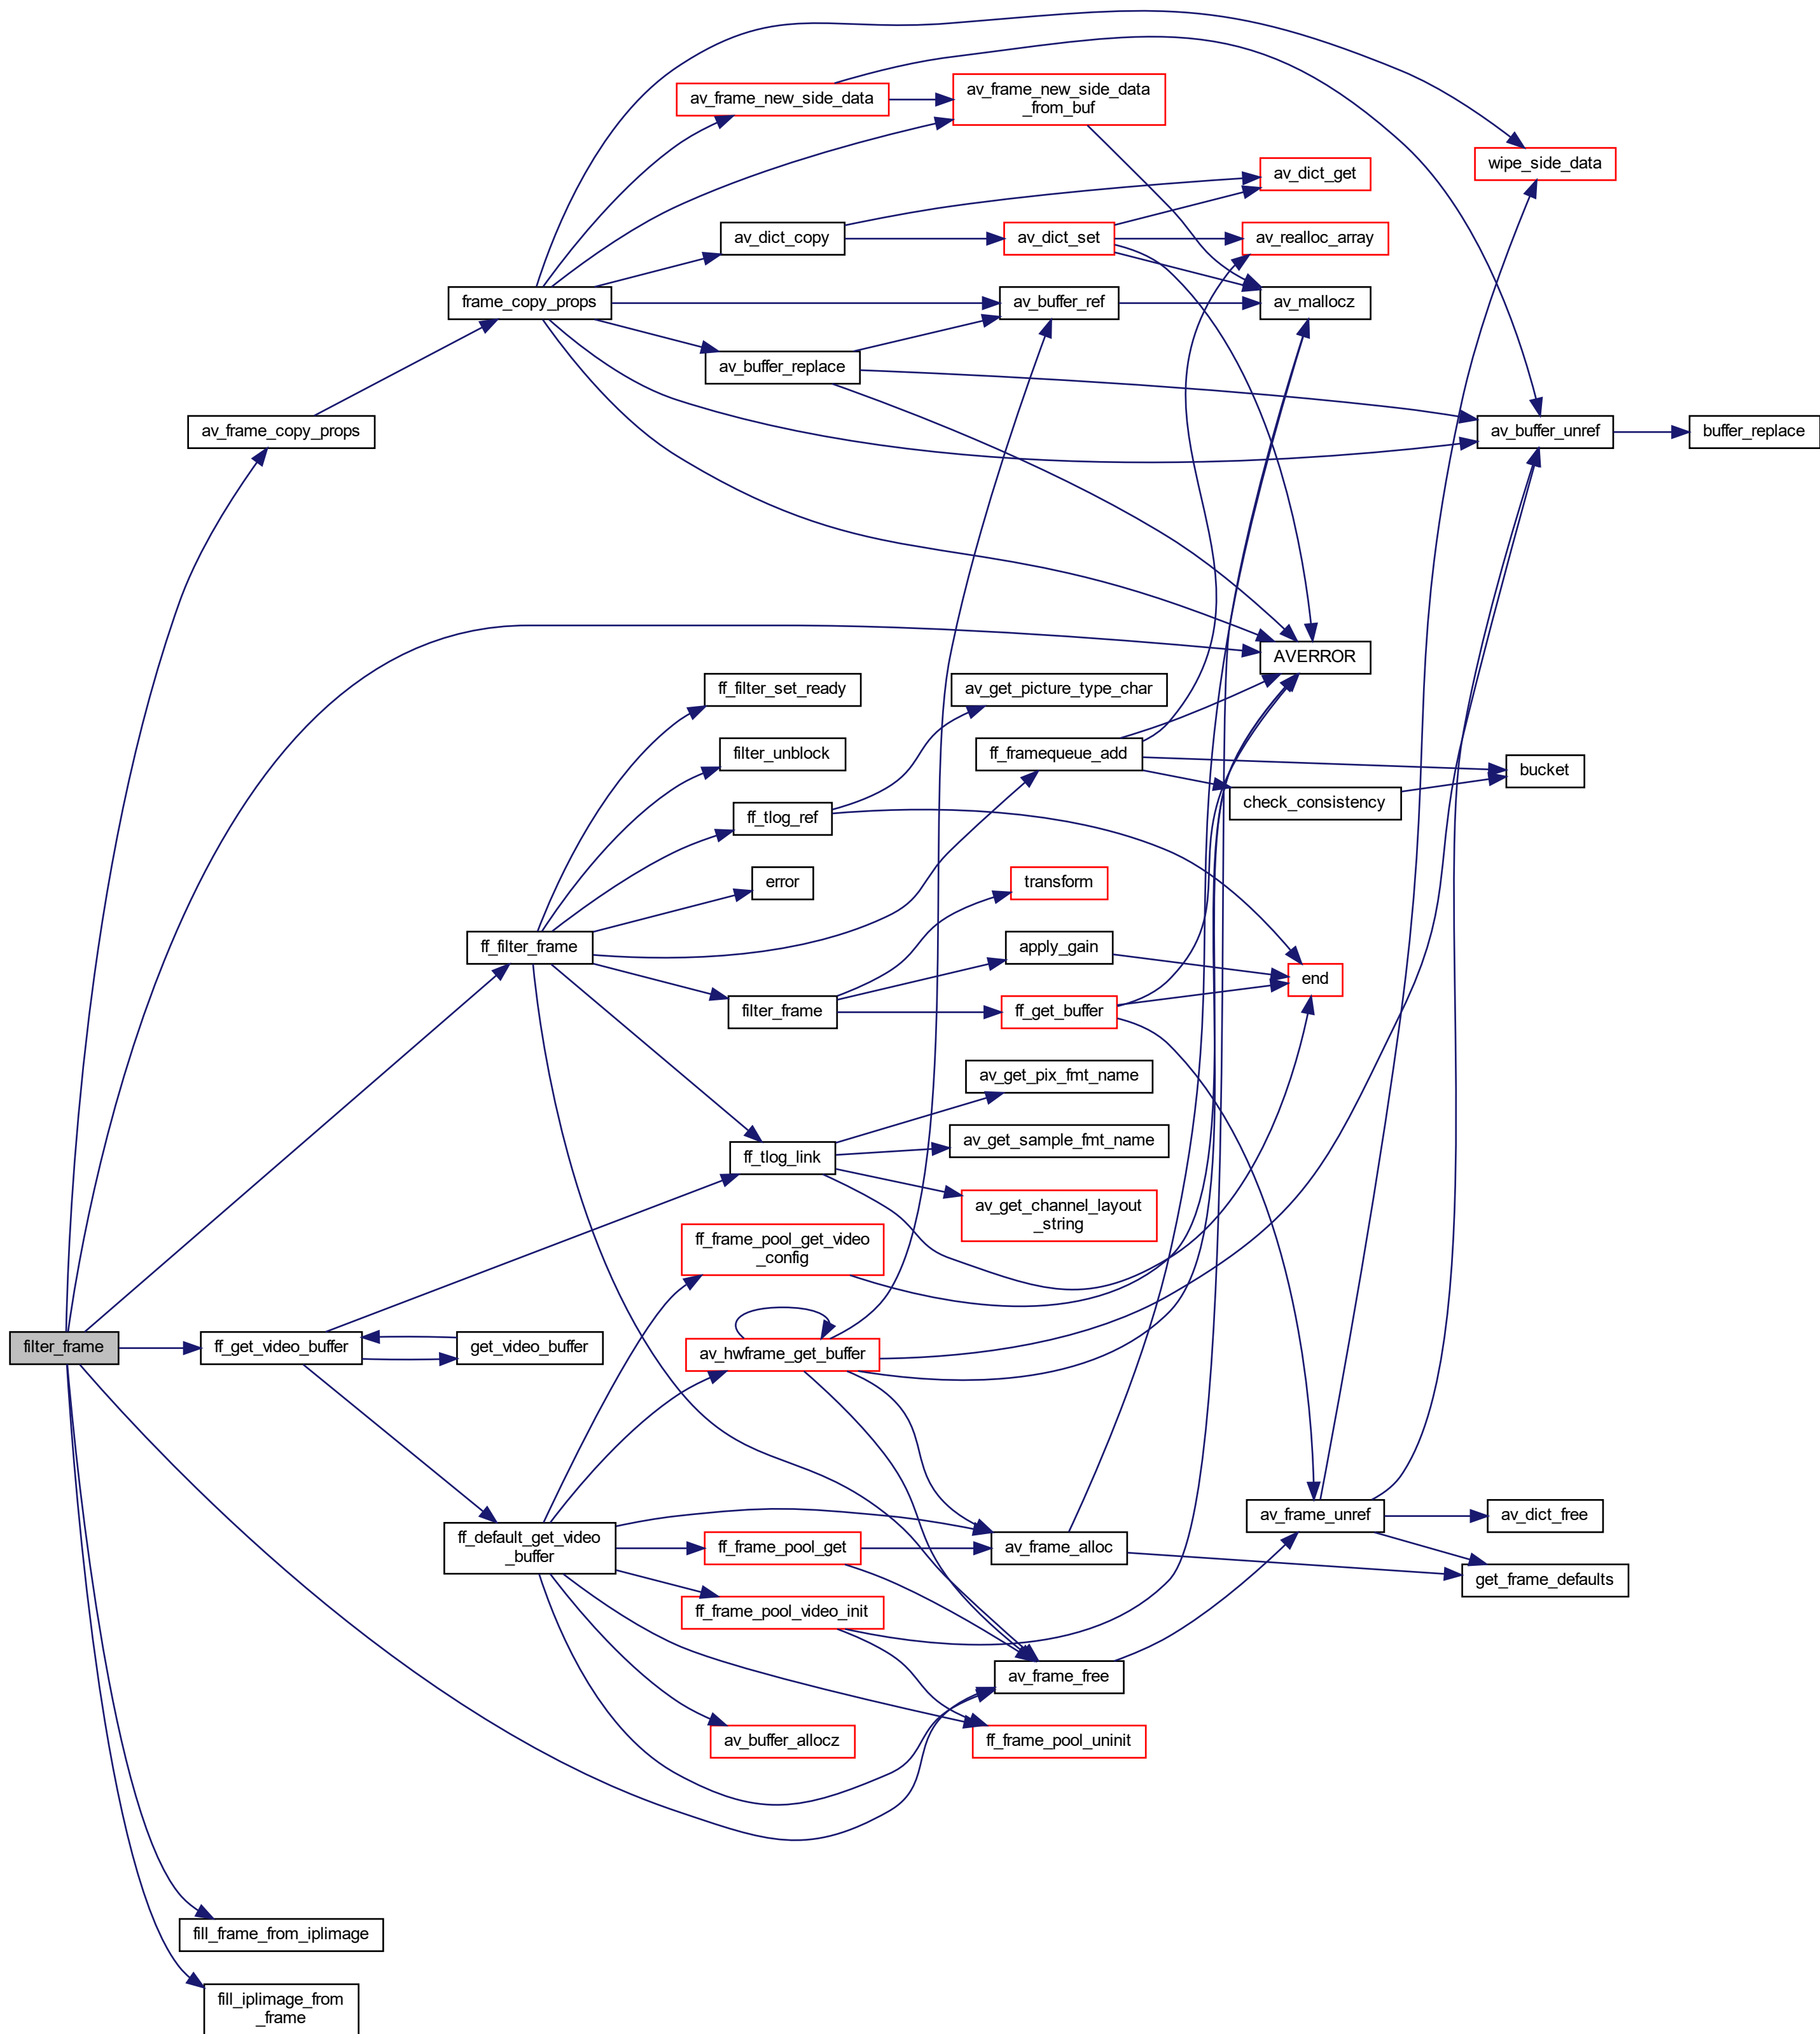 av_frame_new_side_data
av_frame_new_side_data
_from_buf
wipe_side_data
av_dict_get
av_dict_copy
av_dict_set
av_realloc_array
frame_copy_props
av_buffer_ref
av_mallocz
av_buffer_replace
av_frame_copy_props
av_buffer_unref
buffer_replace
AVERROR
ff_filter_set_ready
av_get_picture_type_char
filter_unblock
ff_framequeue_add
bucket
check_consistency
ff_tlog_ref
error
transform
ff_filter_frame
apply_gain
end
filter_frame
ff_get_buffer
av_get_pix_fmt_name
av_get_sample_fmt_name
ff_tlog_link
av_get_channel_layout
_string
ff_frame_pool_get_video
_config
filter_frame
ff_get_video_buffer
get_video_buffer
av_hwframe_get_buffer
av_frame_unref
av_dict_free
ff_default_get_video
_buffer
ff_frame_pool_get
av_frame_alloc
get_frame_defaults
ff_frame_pool_video_init
av_frame_free
av_buffer_allocz
ff_frame_pool_uninit
fill_frame_from_iplimage
fill_iplimage_from
_frame